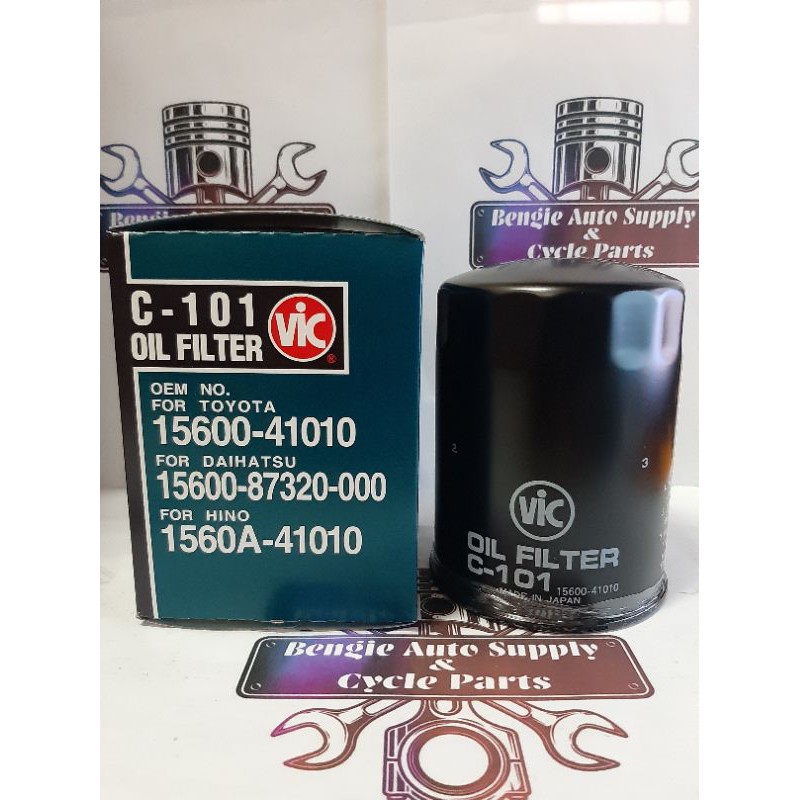 Bengie Auto Supply
&
Cycle Parts
C-101
OIL FILTER
VIC
®
OEM NO.
FOR TOYOTA
15600-41010
FOR DAIHATSU
15600-87320-000
FOR HINO
1560A-41010
2
3
VIC
OIL FILTER
C-101
15600-41010
MADE IN JAPAN
Bengie Auto Supply
&
Cycle Parts